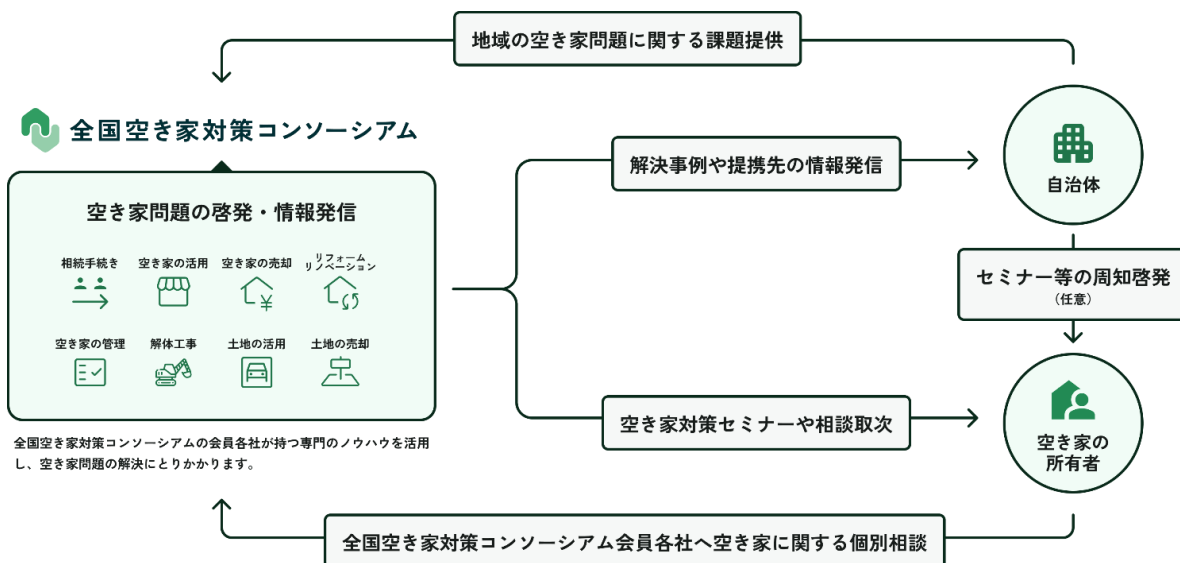 地域の空き家問題に関する課題提供
全国空き家対策コンソーシアム
解決事例や提携先の情報発信
自治体
空き家問題の啓発・情報発信
相続手続き
空き家の活用
空き家の売却
リフォーム
リノベーション
空き家の管理
解体工事
土地の活用
土地の売却
セミナー等の周知啓発
（任意）
空き家対策セミナーや相談取次
空き家の
所有者
全国空き家対策コンソーシアムの会員各社が持つ専門のノウハウを活用
し、空き家問題の解決にとりかかります。
全国空き家対策コンソーシアム会員各社へ空き家に関する個別相談